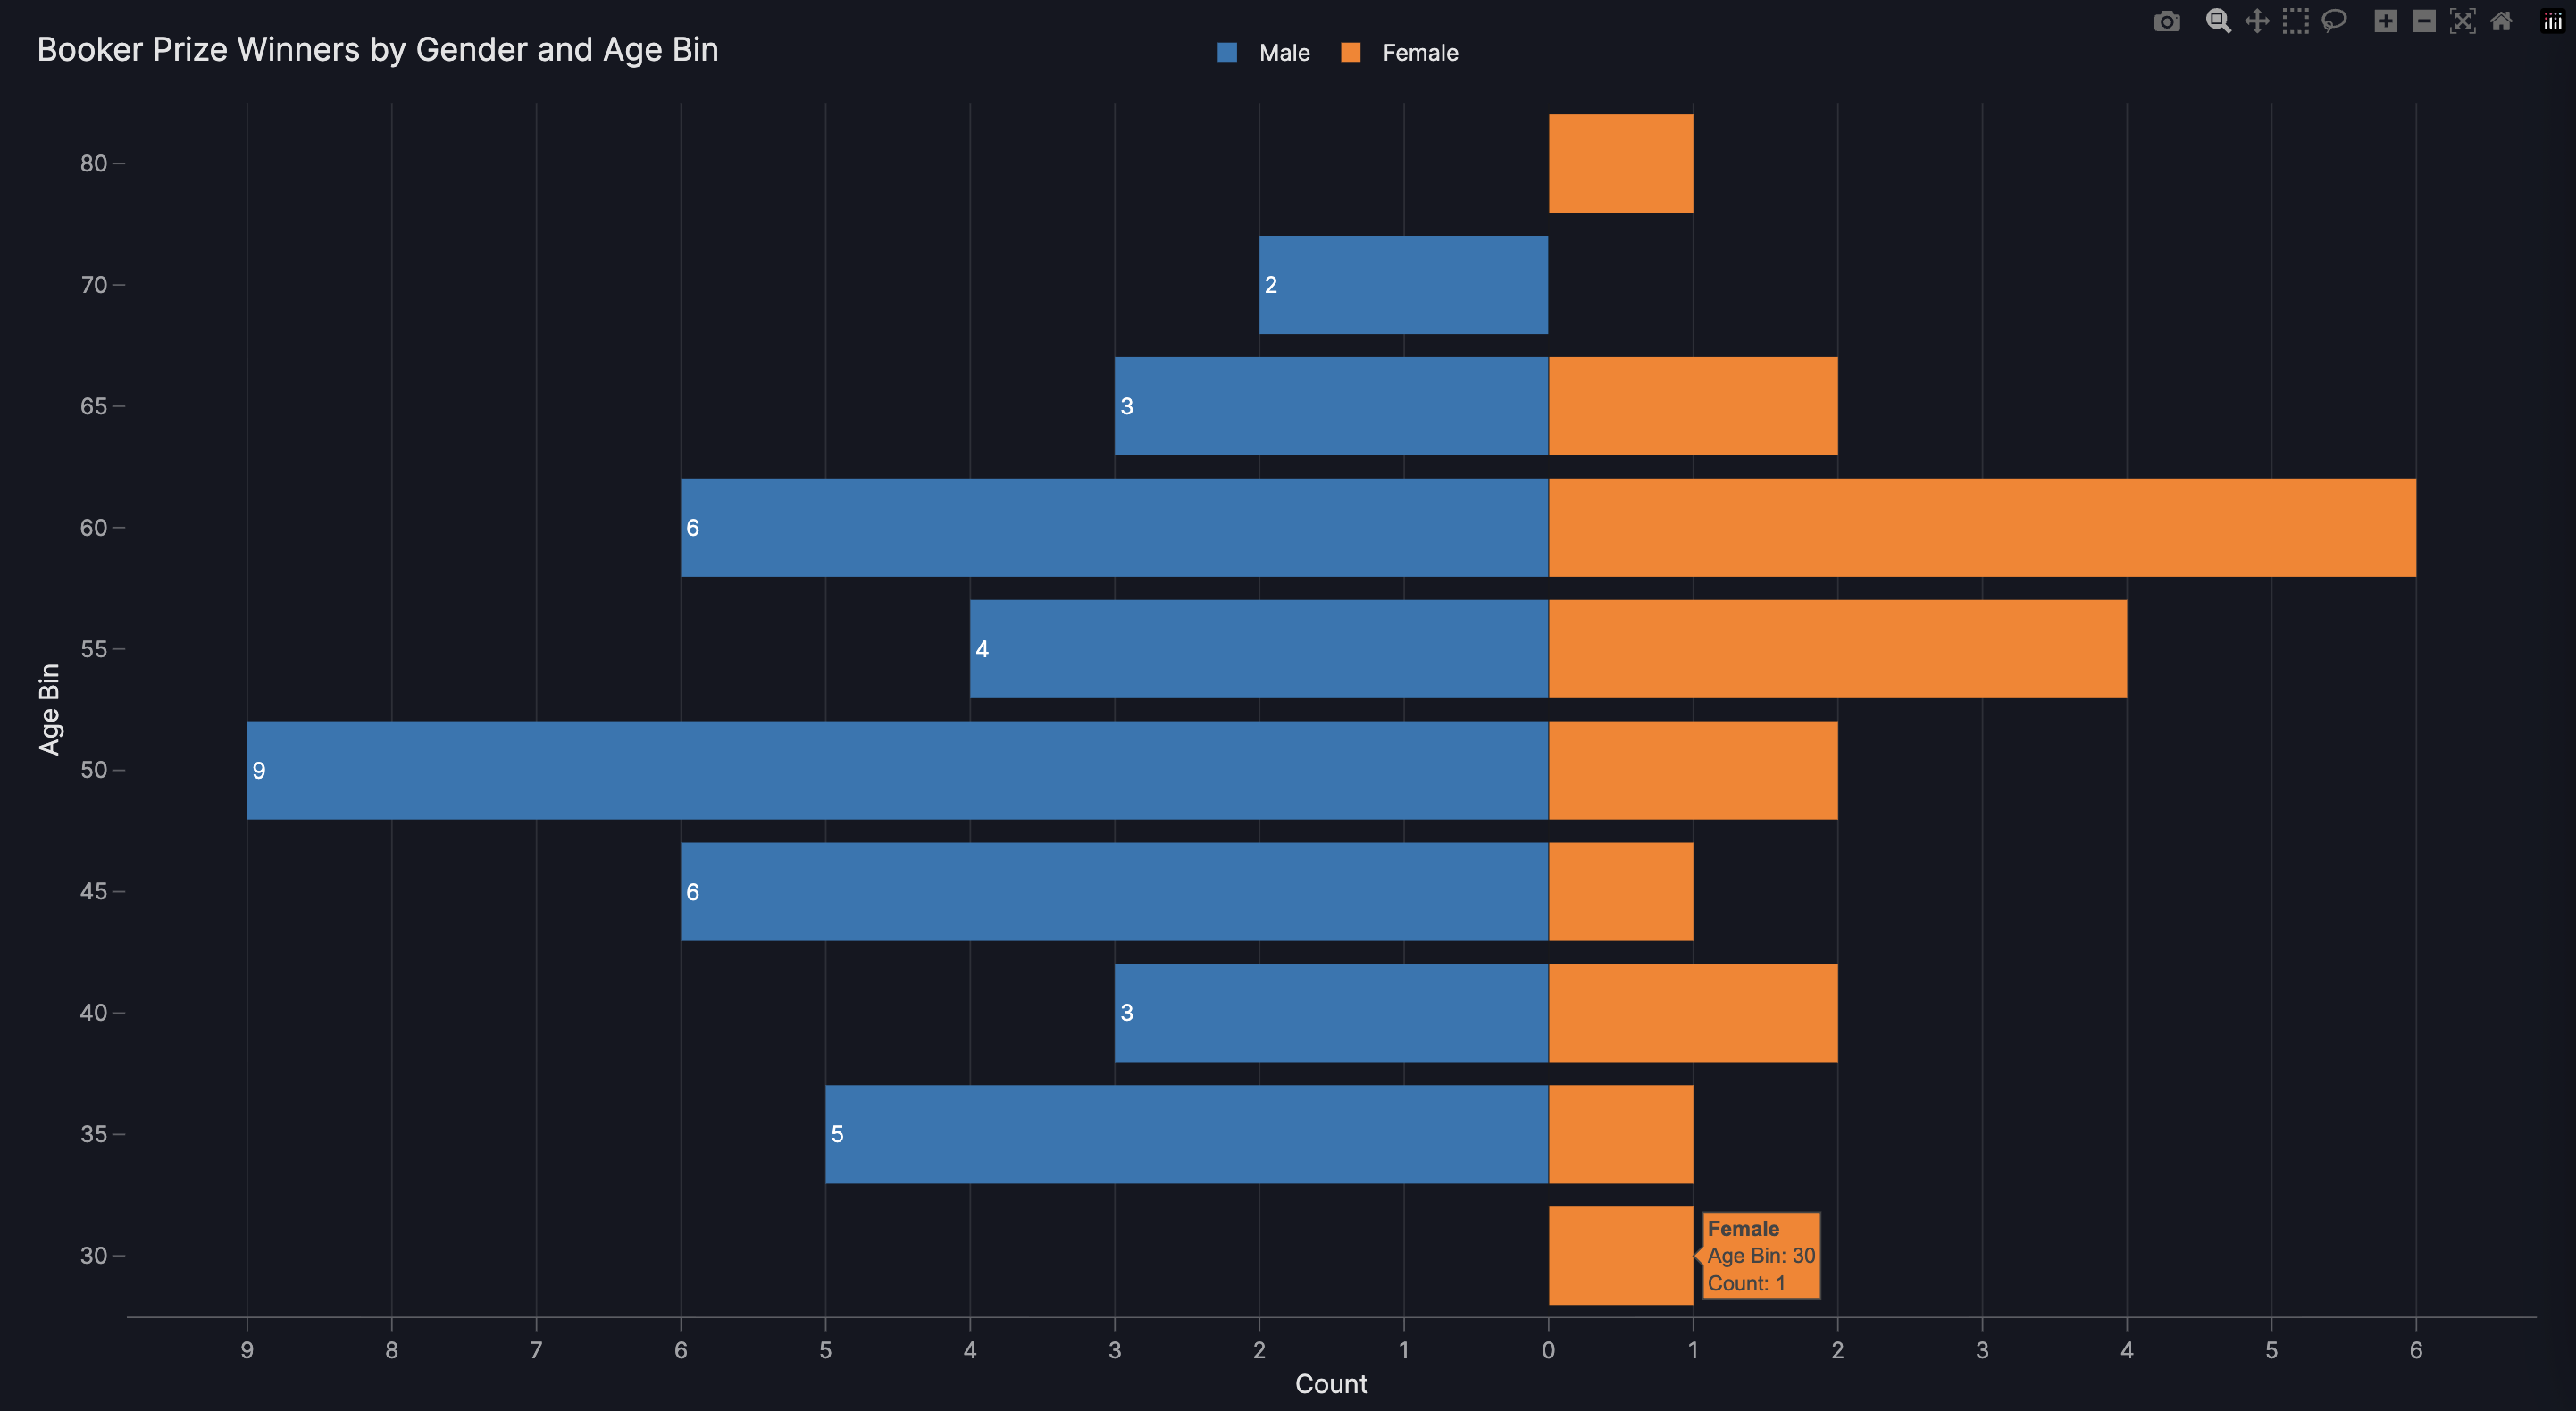 Booker Prize Winners by Gender and Age Bin
Male
Female
80
70
2
65
3
60
6
55
4
50
9
45
6
40
3
35
5
30
Female
Age Bin: 30
Count: 1
Age Bin
9 8 7 6 5 4 3 2 1 0 1 2 3 4 5 6
Count